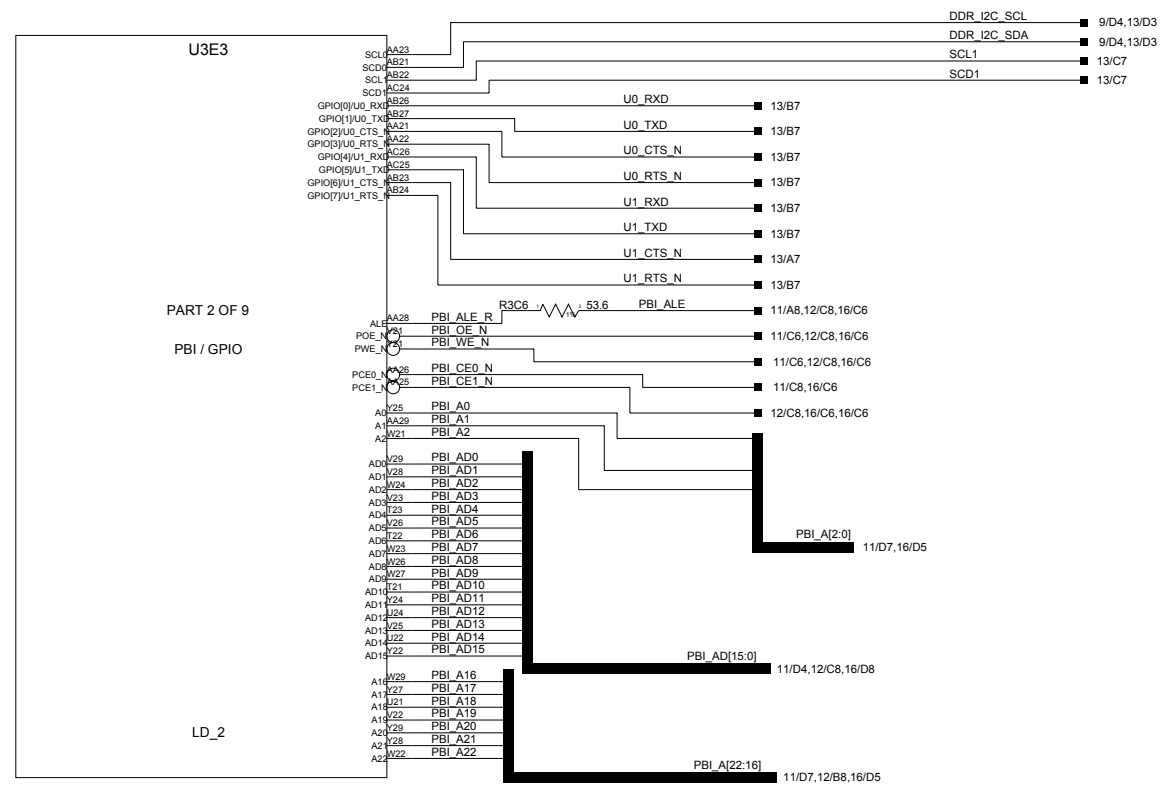 DDR_I2C_SCL 9/D4,13/D3
DDR_I2C_SDA 9/D4,13/D3
SCL1 13/C7
SCD1 13/C7
U3E3
SCL0 AA23
SCD0 AB21
SCL1 AB22
SCD1 AC24
GPIO[0]/U0_RXD AB26 U0_RXD 13/B7
GPIO[1]/U0_TXD AB27 U0_TXD 13/B7
GPIO[2]/U0_CTS_N AA21 U0_CTS_N 13/B7
GPIO[3]/U0_RTS_N AA22 U0_RTS_N 13/B7
GPIO[4]/U1_RXD AC26 U1_RXD 13/B7
GPIO[5]/U1_TXD AC25 U1_TXD 13/B7
GPIO[6]/U1_CTS_N AB23 U1_CTS_N 13/A7
GPIO[7]/U1_RTS_N AB24 U1_RTS_N 13/B7
PART 2 OF 9
PBI / GPIO
R3C6 1 2 53.6 PBI_ALE 11/A8,12/C8,16/C6
1%
ALE AA28 PBI_ALE_R
POE_N V21 PBI_OE_N 11/C6,12/C8,16/C6
PWE_N Y21 PBI_WE_N 11/C6,12/C8,16/C6
PCE0_N AA26 PBI_CE0_N 11/C8,16/C6
PCE1_N AA25 PBI_CE1_N 12/C8,16/C6,16/C6
A0 Y25 PBI_A0
A1 AA29 PBI_A1
A2 W21 PBI_A2
PBI_A[2:0] 11/D7,16/D5
AD0 V29 PBI_AD0
AD1 V28 PBI_AD1
AD2 W24 PBI_AD2
AD3 V23 PBI_AD3
AD4 T23 PBI_AD4
AD5 V26 PBI_AD5
AD6 T22 PBI_AD6
AD7 W23 PBI_AD7
AD8 W26 PBI_AD8
AD9 W27 PBI_AD9
AD10 T21 PBI_AD10
AD11 Y24 PBI_AD11
AD12 U24 PBI_AD12
AD13 V25 PBI_AD13
AD14 U22 PBI_AD14
AD15 Y22 PBI_AD15
PBI_AD[15:0] 11/D4,12/C8,16/D8
A16 W29 PBI_A16
A17 Y27 PBI_A17
A18 U21 PBI_A18
A19 V22 PBI_A19
A20 Y29 PBI_A20
A21 Y28 PBI_A21
A22 W22 PBI_A22
LD_2
PBI_A[22:16] 11/D7,12/B8,16/D5